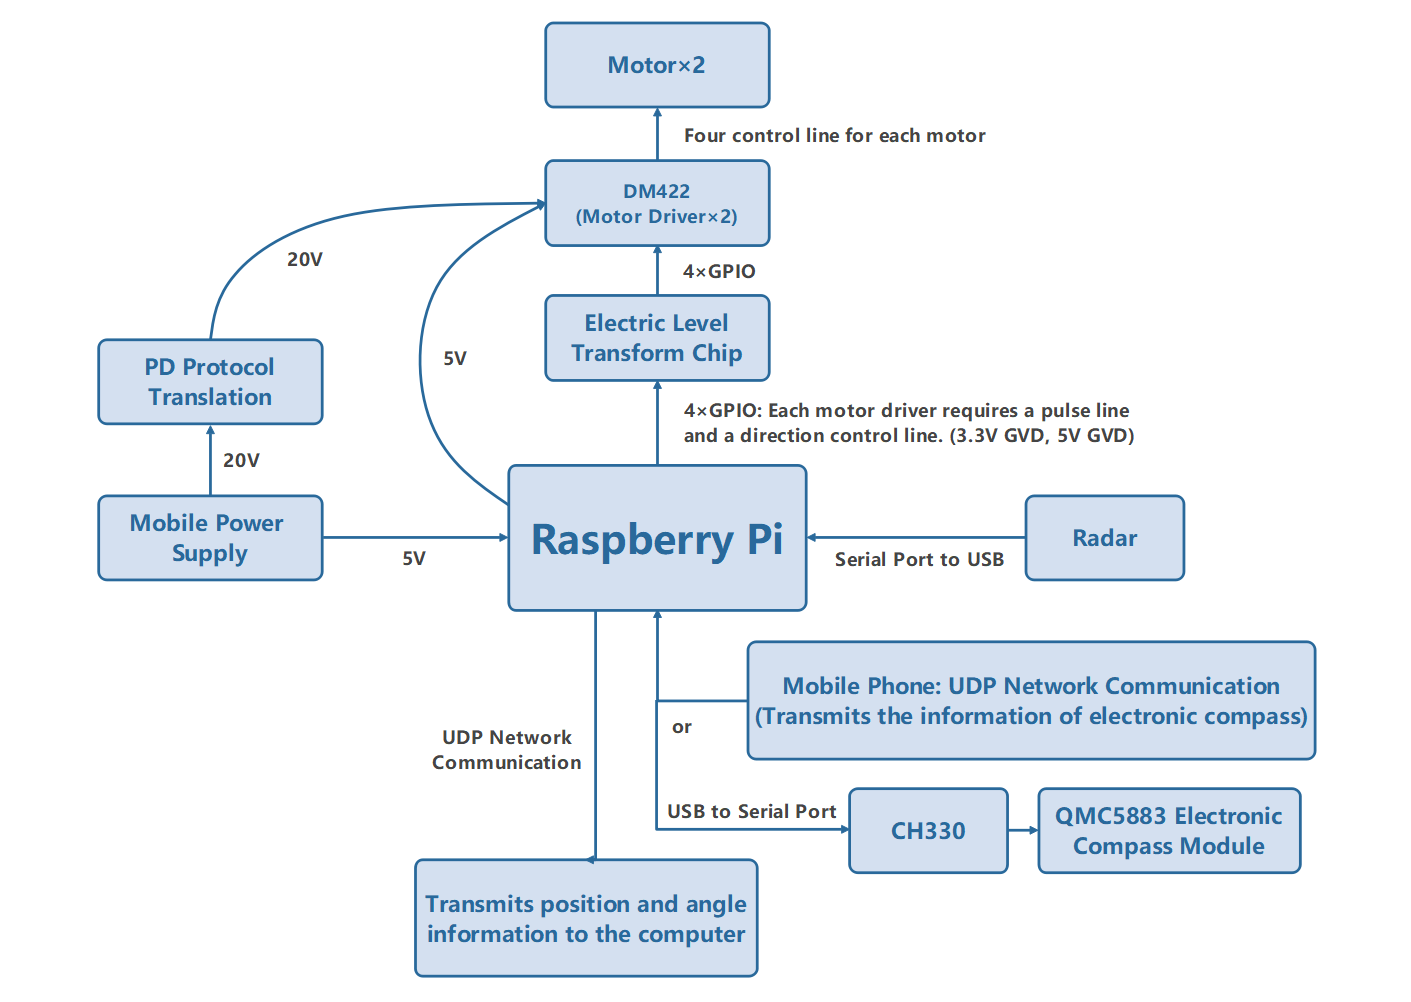 Motor×2
Four control line for each motor
DM422
(Motor Driver×2)
20V
4×GPIO
Electric Level
Transform Chip
5V
PD Protocol
Translation
4×GPIO: Each motor driver requires a pulse line
and a direction control line. (3.3V GVD, 5V GVD)
20V
Mobile Power
Supply
5V
Raspberry Pi
Serial Port to USB
Radar
Mobile Phone: UDP Network Communication
(Transmits the information of electronic compass)
or
UDP Network
Communication
USB to Serial Port
CH330
QMC5883 Electronic
Compass Module
Transmits position and angle
information to the computer